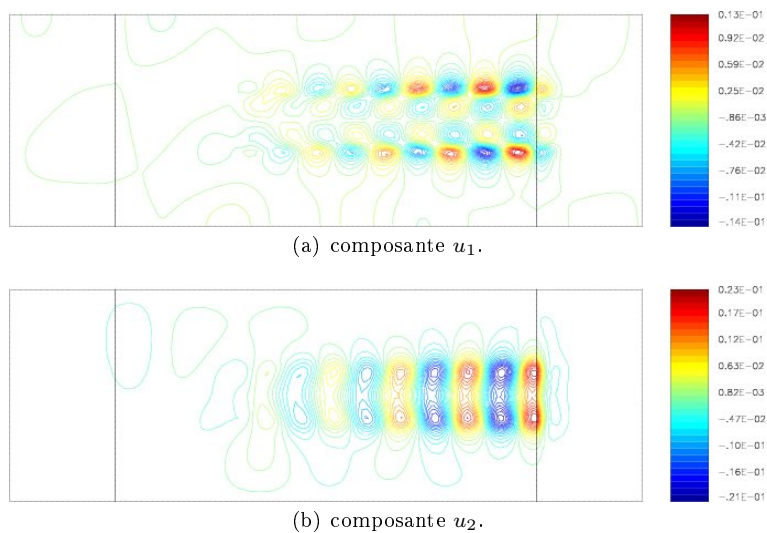 0.13E-01
0.92E-02
0.59E-02
0.25E-02
-.86E-03
-.42E-02
-.76E-02
-.11E-01
-.14E-01
(a) composante u₁.
0.23E-01
0.17E-01
0.12E-01
0.63E-02
0.82E-03
-.47E-02
-.10E-01
-.16E-01
-.21E-01
(b) composante u₂.